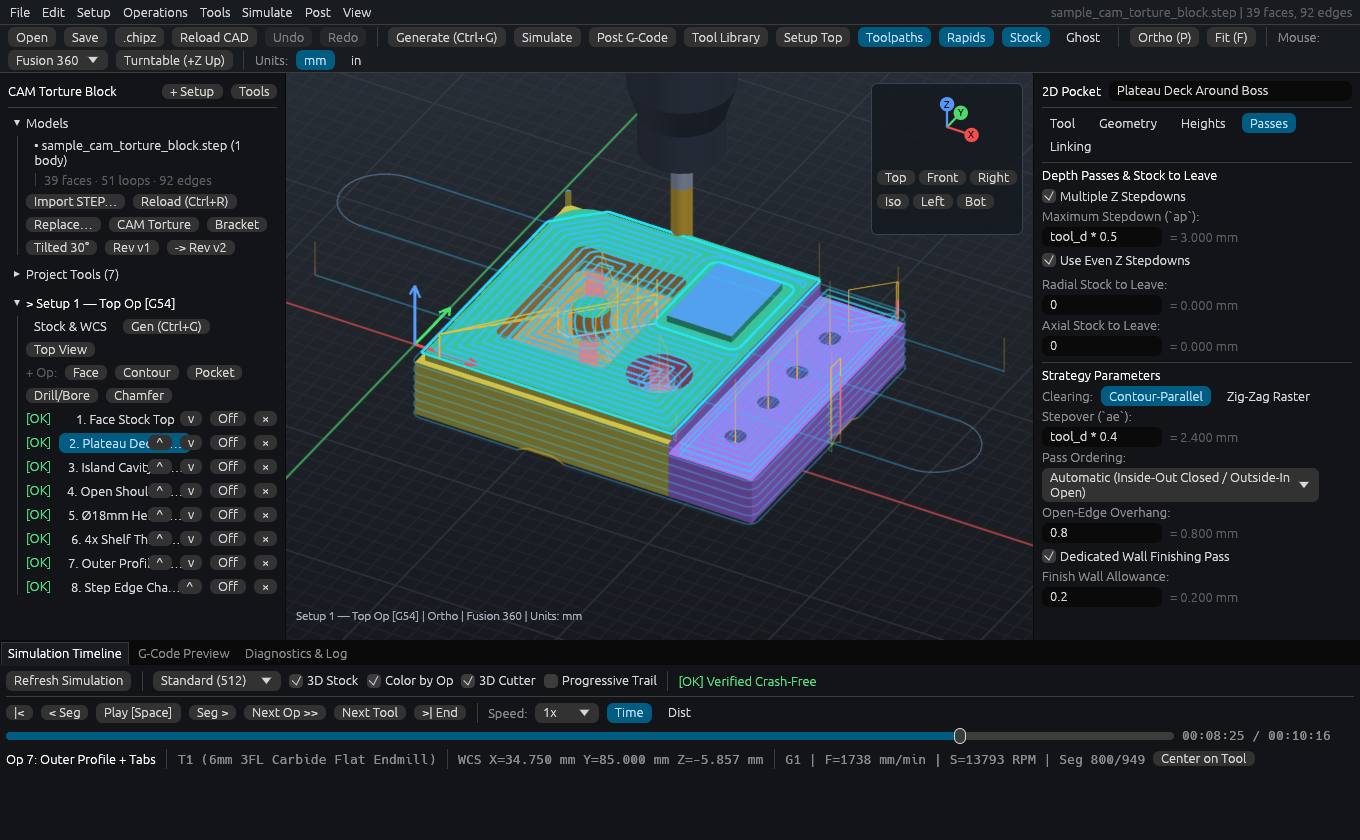 File Edit Setup Operations Tools Simulate Post View
sample_cam_torture_block.step | 39 faces, 92 edges
Open Save .chipz Reload CAD Undo Redo Generate (Ctrl+G) Simulate Post G-Code Tool Library Setup Top Toolpaths Rapids Stock Ghost Ortho (P) Fit (F) Mouse:
Fusion 360 Turntable (+Z Up) Units: mm in
CAM Torture Block + Setup Tools
Models
• sample_cam_torture_block.step (1
body)
39 faces · 51 loops · 92 edges
Import STEP... Reload (Ctrl+R)
Replace... CAM Torture Bracket
Tilted 30° Rev v1 -> Rev v2
Project Tools (7)
> Setup 1 — Top Op [G54]
Stock & WCS Gen (Ctrl+G)
Top View
+ Op: Face Contour Pocket
Drill/Bore Chamfer
[OK] 1. Face Stock Top v Off ×
[OK] 2. Plateau Dec ^ ... v Off ×
[OK] 3. Island Cavity ^ ... v Off ×
[OK] 4. Open Shoul ^ ... v Off ×
[OK] 5. Ø18mm He ^ ... v Off ×
[OK] 6. 4x Shelf Th ^ ... v Off ×
[OK] 7. Outer Profi ^ ... v Off ×
[OK] 8. Step Edge Cha... ^ Off ×
Z
Y
X
Top Front Right
Iso Left Bot
Setup 1 — Top Op [G54] | Ortho | Fusion 360 | Units: mm
2D Pocket Plateau Deck Around Boss
Tool Geometry Heights Passes
Linking
Depth Passes & Stock to Leave
Multiple Z Stepdowns
Maximum Stepdown (`ap`):
tool_d * 0.5 = 3.000 mm
Use Even Z Stepdowns
Radial Stock to Leave:
0 = 0.000 mm
Axial Stock to Leave:
0 = 0.000 mm
Strategy Parameters
Clearing: Contour-Parallel Zig-Zag Raster
Stepover (`ae`):
tool_d * 0.4 = 2.400 mm
Pass Ordering:
Automatic (Inside-Out Closed / Outside-In
Open)
Open-Edge Overhang:
0.8 = 0.800 mm
Dedicated Wall Finishing Pass
Finish Wall Allowance:
0.2 = 0.200 mm
Simulation Timeline G-Code Preview Diagnostics & Log
Refresh Simulation Standard (512) 3D Stock Color by Op 3D Cutter Progressive Trail [OK] Verified Crash-Free
|< < Seg Play [Space] Seg > Next Op >> Next Tool >| End Speed: 1x Time Dist
00:08:25 / 00:10:16
Op 7: Outer Profile + Tabs T1 (6mm 3FL Carbide Flat Endmill) WCS X=34.750 mm Y=85.000 mm Z=-5.857 mm G1 | F=1738 mm/min | S=13793 RPM | Seg 800/949 Center on Tool